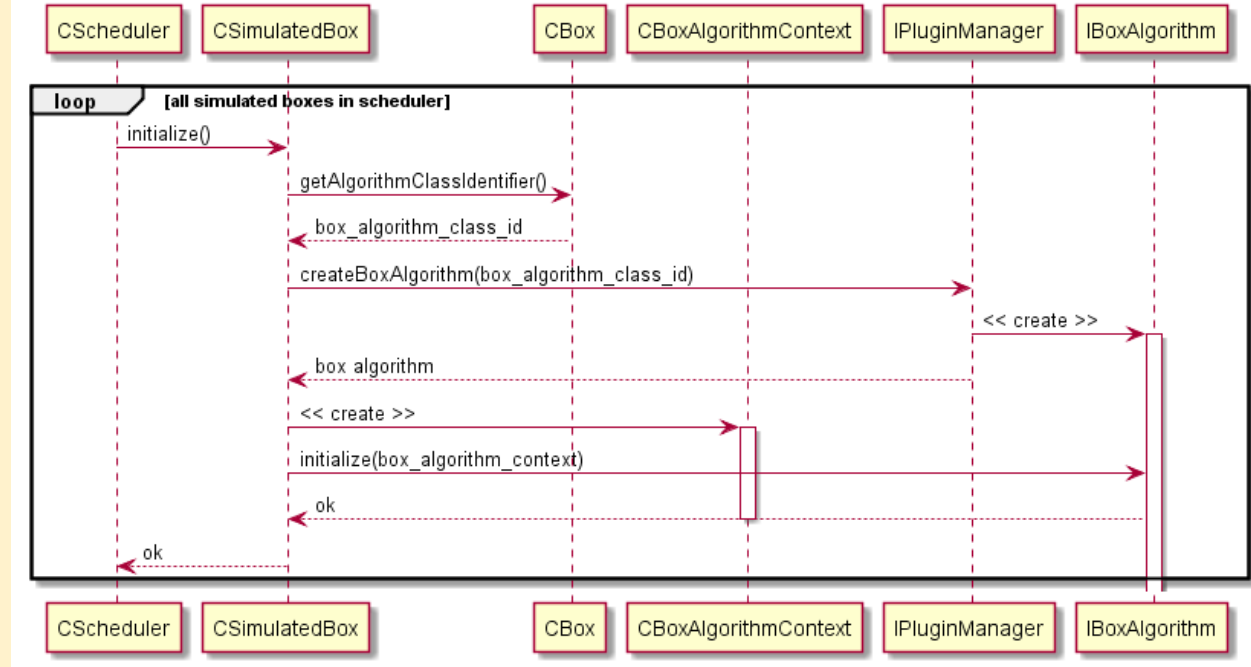 CScheduler CSimulatedBox CBox CBoxAlgorithmContext IPluginManager IBoxAlgorithm
loop [all simulated boxes in scheduler]
initialize()
getAlgorithmClassIdentifier()
box_algorithm_class_id
createBoxAlgorithm(box_algorithm_class_id)
<< create >>
box algorithm
<< create >>
initialize(box_algorithm_context)
ok
ok
CScheduler CSimulatedBox CBox CBoxAlgorithmContext IPluginManager IBoxAlgorithm